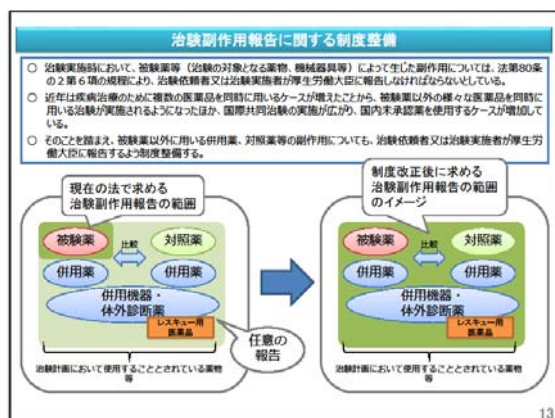 治験副作用報告に関する制度整備
○ 治験実施時において、被験薬等（治験の対象となる薬物、機械器具等）によって生じた副作用については、法第80条
の2第6項の規程により、治験依頼者又は治験実施者が厚生労働大臣に報告しなければならないとしている。
○ 近年は疾病治療のために複数の医薬品を同時に用いるケースが増えたことから、被験薬以外の様々な医薬品を同時に
用いる治験が実施されるようになったほか、国際共同治験の実施が広がり、国内未承認薬を使用するケースが増加して
いる。
○ そのことを踏まえ、被験薬以外に用いる併用薬、対照薬等の副作用についても、治験依頼者又は治験実施者が厚生労
働大臣に報告するよう制度整備する。
現在の法で求める
治験副作用報告の範囲
被験薬
比較
対照薬
併用薬
併用薬
併用機器・
体外診断薬
レスキュー用
医薬品
任意の
報告
治験計画において使用することとされている薬物
等
制度改正後に求める
治験副作用報告の範囲
のイメージ
被験薬
比較
対照薬
併用薬
併用薬
併用機器・
体外診断薬
レスキュー用
医薬品
治験計画において使用することとされている薬物
等
13